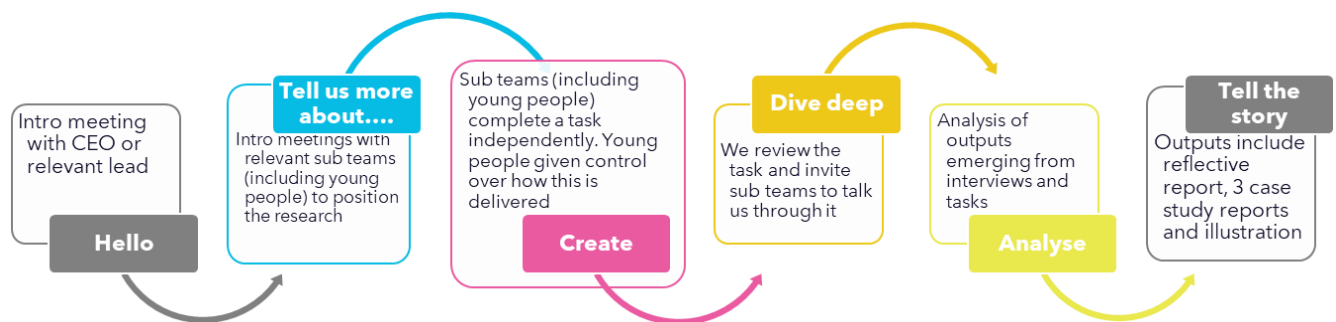 Intro meeting
with CEO or
relevant lead
Hello
Tell us more
about....
Intro meetings with
relevant sub teams
(including young
people) to position
the research
Sub teams (including
young people)
complete a task
independently. Young
people given control
over how this is
delivered
Create
Dive deep
We review the
task and invite
sub teams to talk
us through it
Analysis of
outputs
emerging from
interviews and
tasks
Analyse
Tell the
story
Outputs include
reflective
report, 3 case
study reports
and illustration